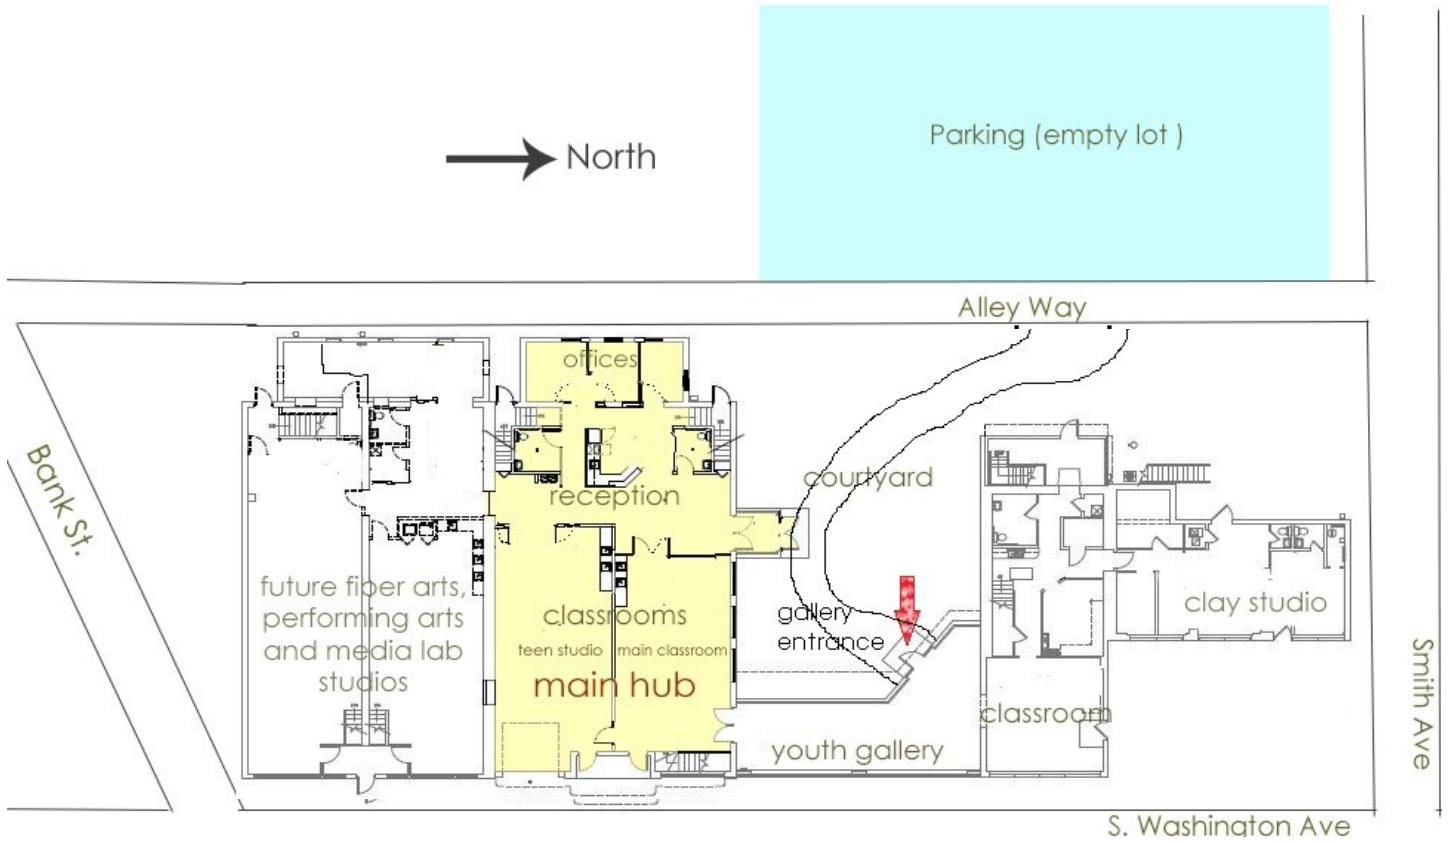 Parking (empty lot )
North
Alley Way
offices
courtyard
reception
Bank St.
future fiber arts,
performing arts
and media lab
studios
classrooms
teen studio
main classroom
main hub
gallery
entrance
clay studio
classroom
youth gallery
Smith Ave
S. Washington Ave